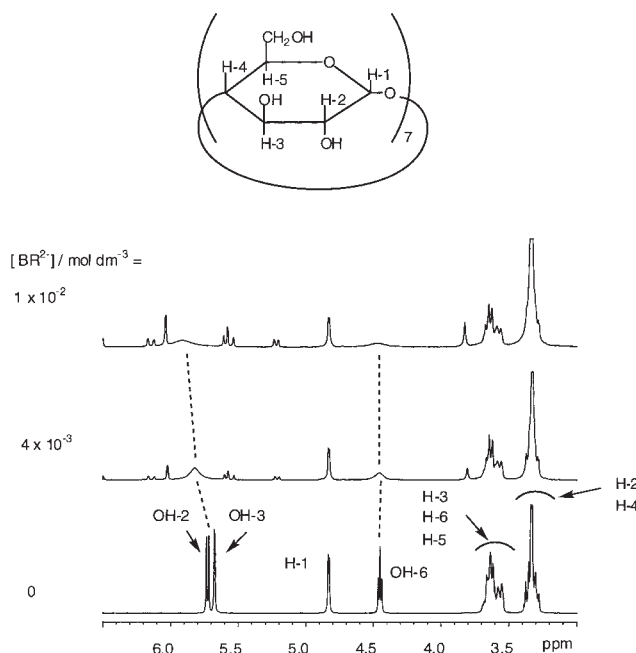 CH2OH
H-4
O
H-1
H-5
OH
H-2
O
H-3
OH
7
[BR2-] / mol dm-3 =
1 x 10-2
4 x 10-3
H-2
H-4
H-3
H-6
H-5
OH-2
OH-3
H-1
OH-6
0
6.0 5.5 5.0 4.5 4.0 3.5 ppm